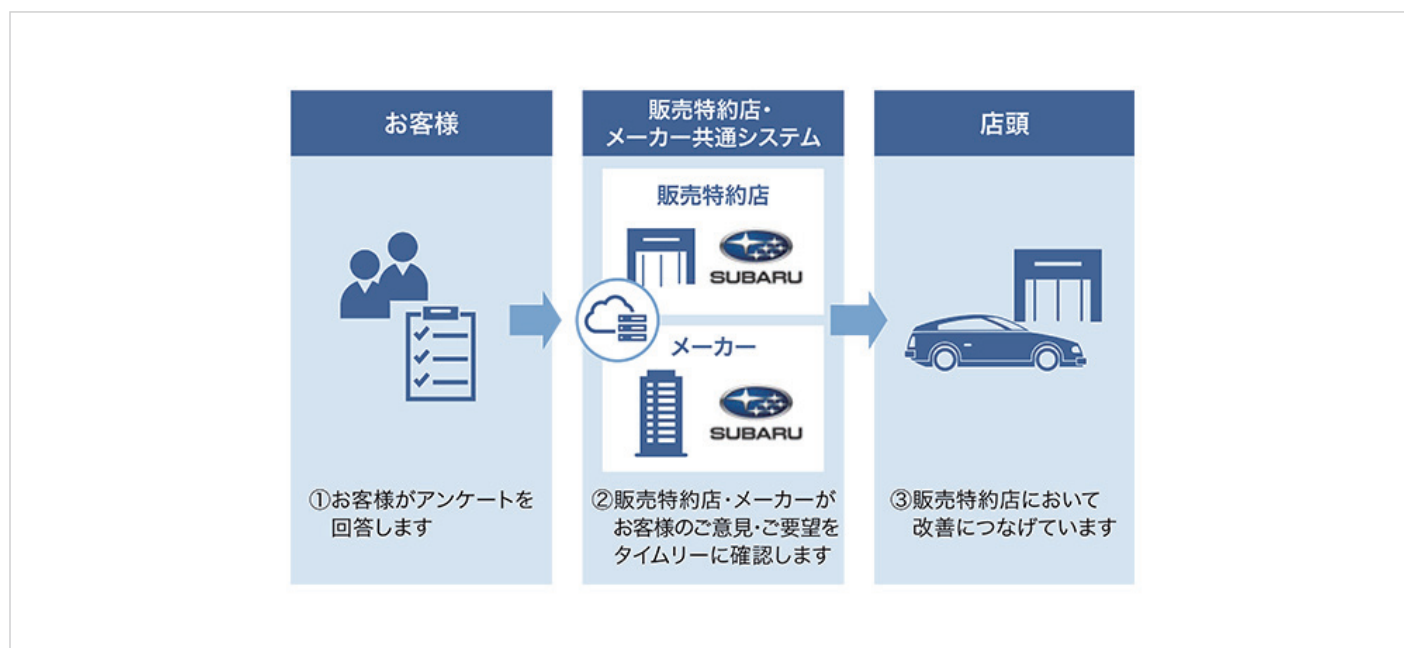 お客様
販売特約店・
メーカー共通システム
店頭
販売特約店
SUBARU
メーカー
SUBARU
①お客様がアンケートを
回答します
②販売特約店・メーカーが
お客様のご意見・ご要望を
タイムリーに確認します
③販売特約店において
改善につなげています